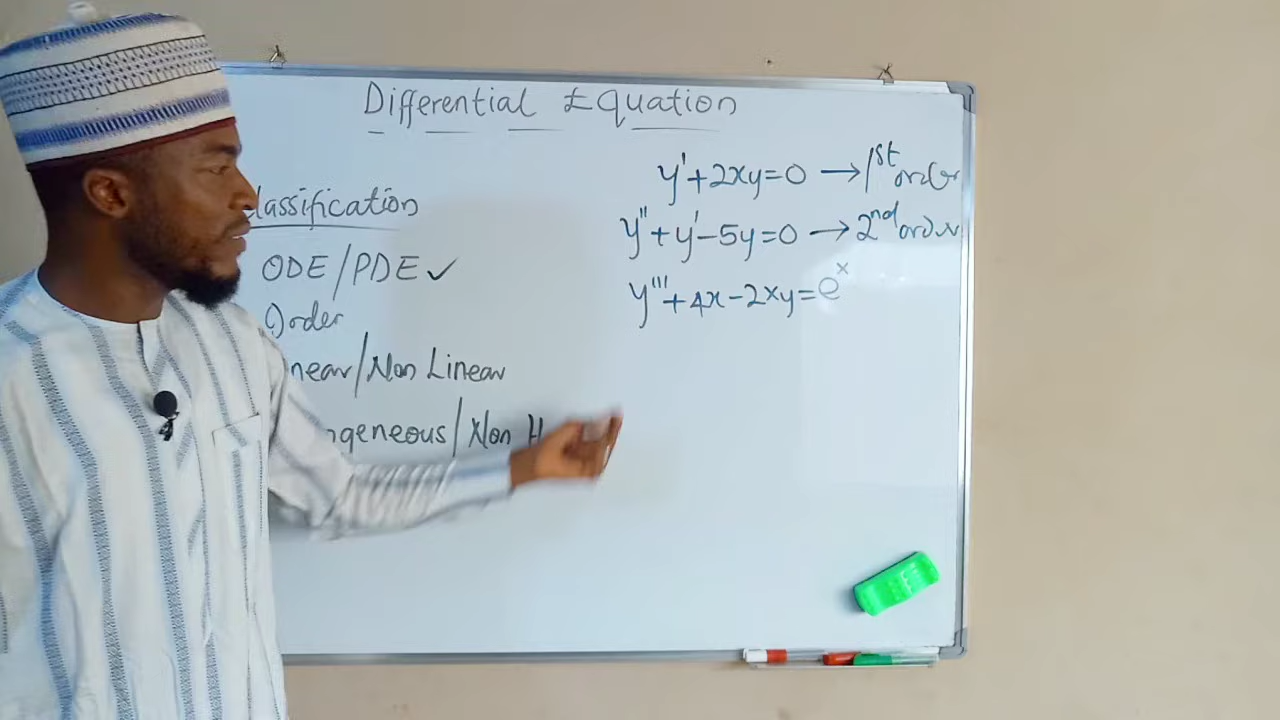 Differential Equation
lassification
ODE/PDE ✓
Order
near/Non Linear
ngeneous/Non H
y' + 2xy = 0 → 1st order
y'' + y' - 5y = 0 → 2nd order
y''' + 4x - 2xy = e^x